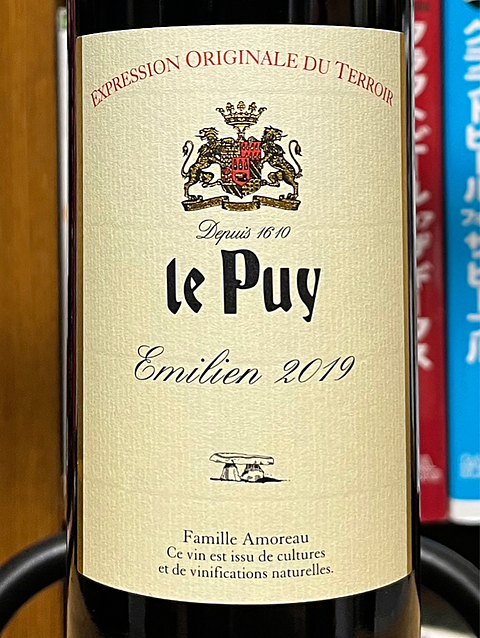 EXPRESSION ORIGINALE DU TERROIR
Depuis 1610
le Puy
Emilien 2019
Famille Amoreau
Ce vin est issu de cultures
et de vinifications naturelles.